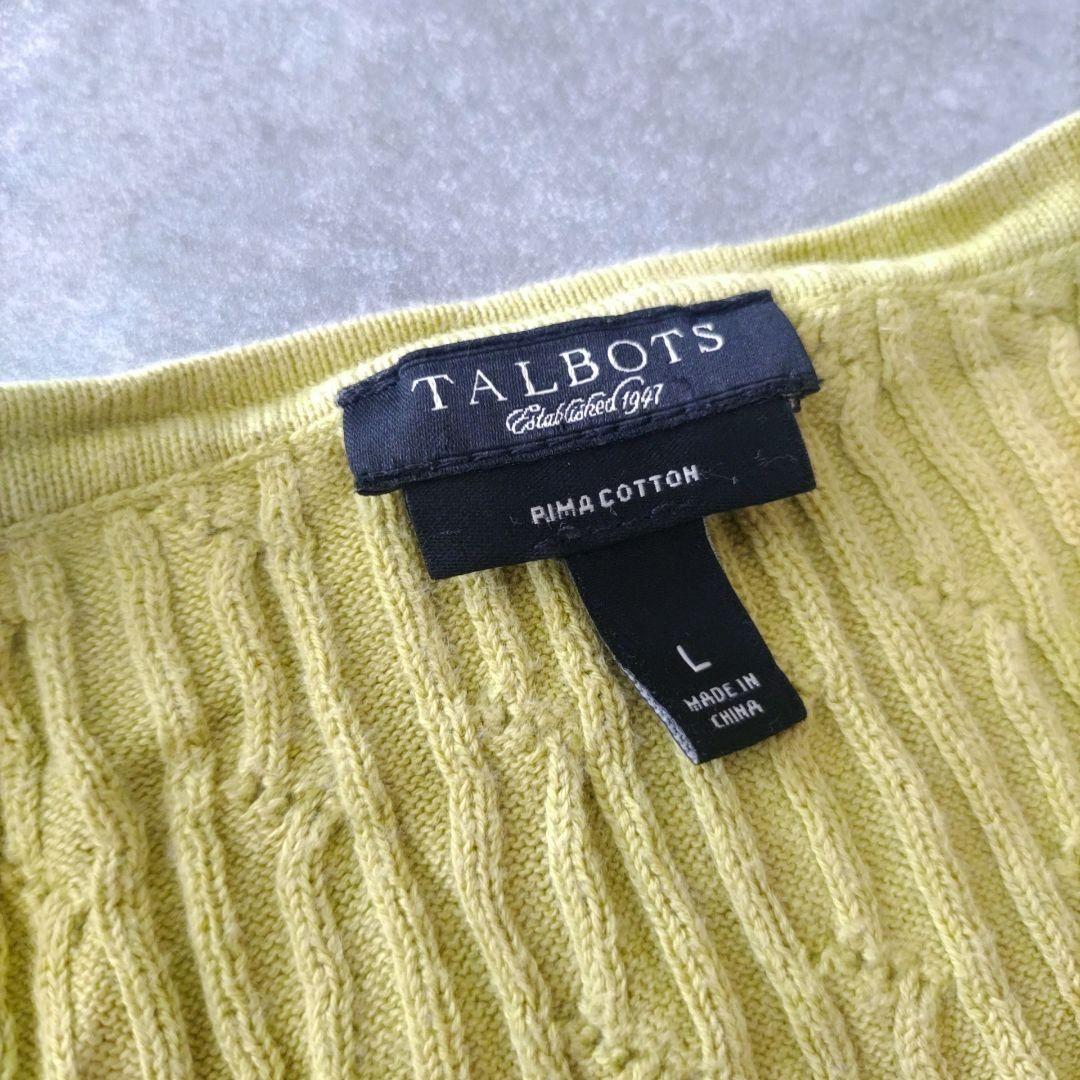 TALBOTS
Established 1947
PIMA COTTON
L
MADE IN
CHINA